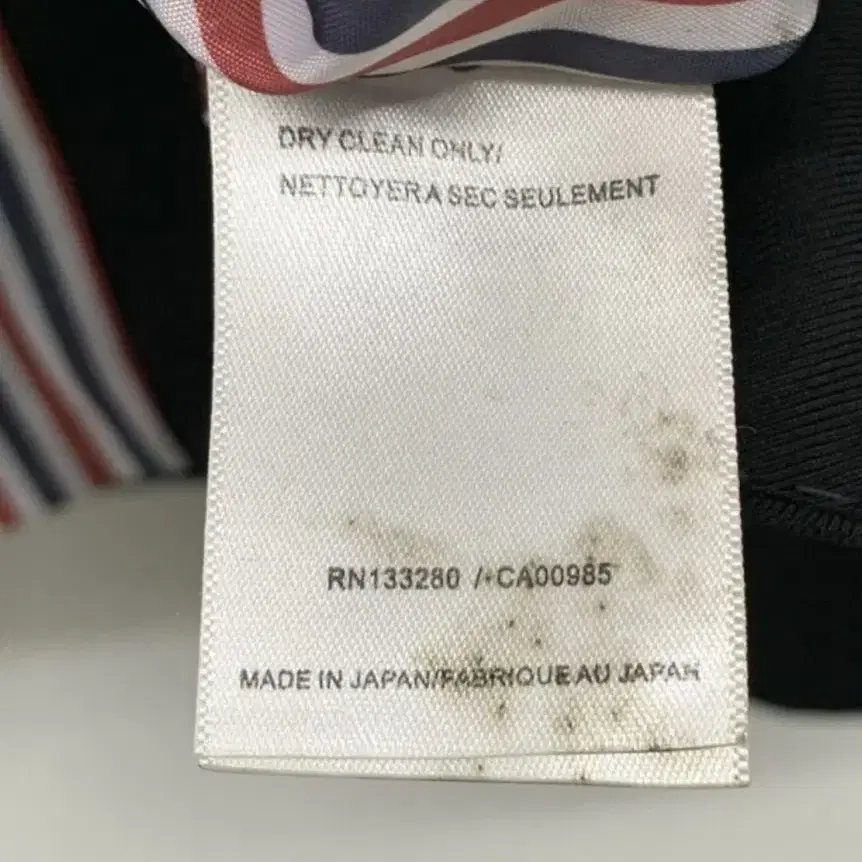 DRY CLEAN ONLY/
NETTOYER A SEC SEULEMENT
RN133280 / CA00985
MADE IN JAPAN/FABRIQUE AU JAPAN